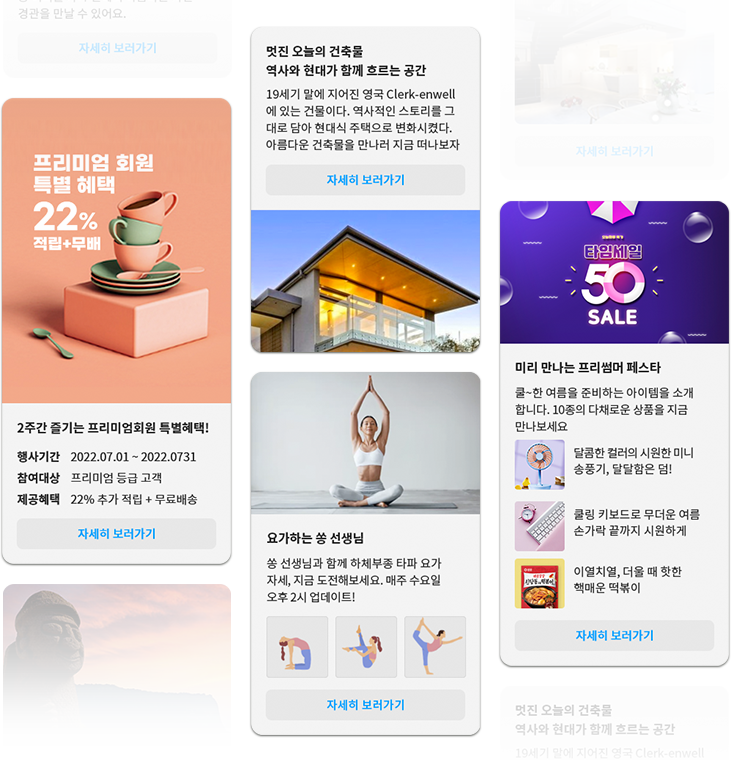 경관을 만날 수 있어요.
자세히 보러가기
프리미엄 회원
특별 혜택
22%
적립+무배
2주간 즐기는 프리미엄회원 특별혜택!
행사기간 2022.07.01 ~ 2022.0731
참여대상 프리미엄 등급 고객
제공혜택 22% 추가 적립 + 무료배송
자세히 보러가기
멋진 오늘의 건축물
역사와 현대가 함께 흐르는 공간
19세기 말에 지어진 영국 Clerk-enwell
에 있는 건물이다. 역사적인 스토리를 그
대로 담아 현대식 주택으로 변화시켰다.
아름다운 건축물을 만나러 지금 떠나보자
자세히 보러가기
요가하는 쏭 선생님
쏭 선생님과 함께 하체부종 타파 요가
자세, 지금 도전해보세요. 매주 수요일
오후 2시 업데이트!
자세히 보러가기
자세히 보러가기
타임세일
50
SALE
미리 만나는 프리썸머 페스타
쿨~한 여름을 준비하는 아이템을 소개
합니다. 10종의 다채로운 상품을 지금
만나보세요
달콤한 컬러의 시원한 미니
송풍기, 달달함은 덤!
쿨링 키보드로 무더운 여름
손가락 끝까지 시원하게
이열치열, 더울 때 핫한
핵매운 떡볶이
자세히 보러가기
멋진 오늘의 건축물
역사와 현대가 함께 흐르는 공간
19세기 말에 지어진 영국 Clerk-enwell